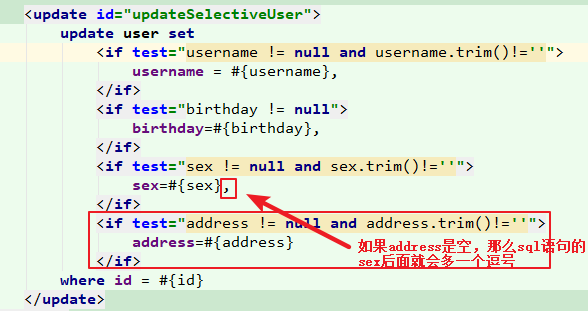 <update id="updateSelectiveUser">
update user set
<if test="username != null and username.trim()!=''">
username = #{username},
</if>
<if test="birthday != null">
birthday=#{birthday},
</if>
<if test="sex != null and sex.trim()!=''">
sex=#{sex},
</if>
<if test="address != null and address.trim()!=''">
address=#{address}
</if>
如果address是空，那么sql语句的
sex后面就会多一个逗号
where id = #{id}
</update>